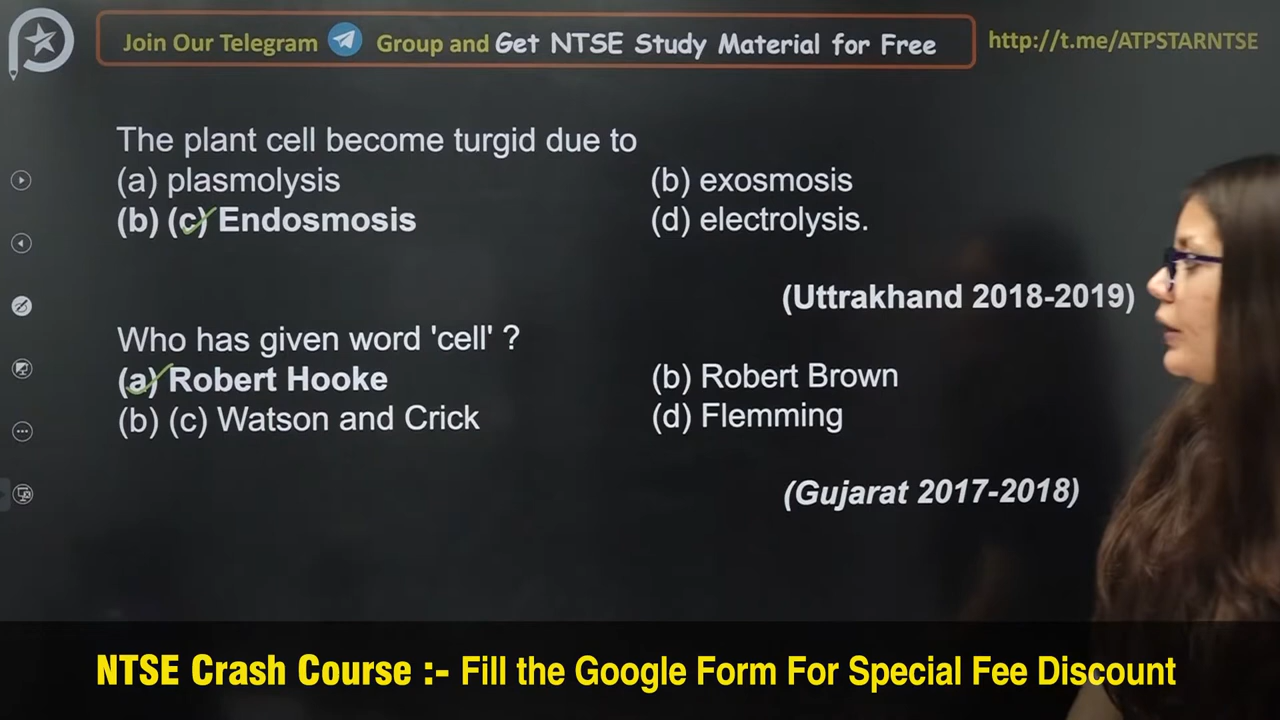 Join Our Telegram Group and Get NTSE Study Material for Free
http://t.me/ATPSTARNTSE
The plant cell become turgid due to
(a) plasmolysis (b) exosmosis
(b) (c) Endosmosis (d) electrolysis.
(Uttrakhand 2018-2019)
Who has given word 'cell' ?
(a) Robert Hooke (b) Robert Brown
(b) (c) Watson and Crick (d) Flemming
(Gujarat 2017-2018)
NTSE Crash Course :- Fill the Google Form For Special Fee Discount